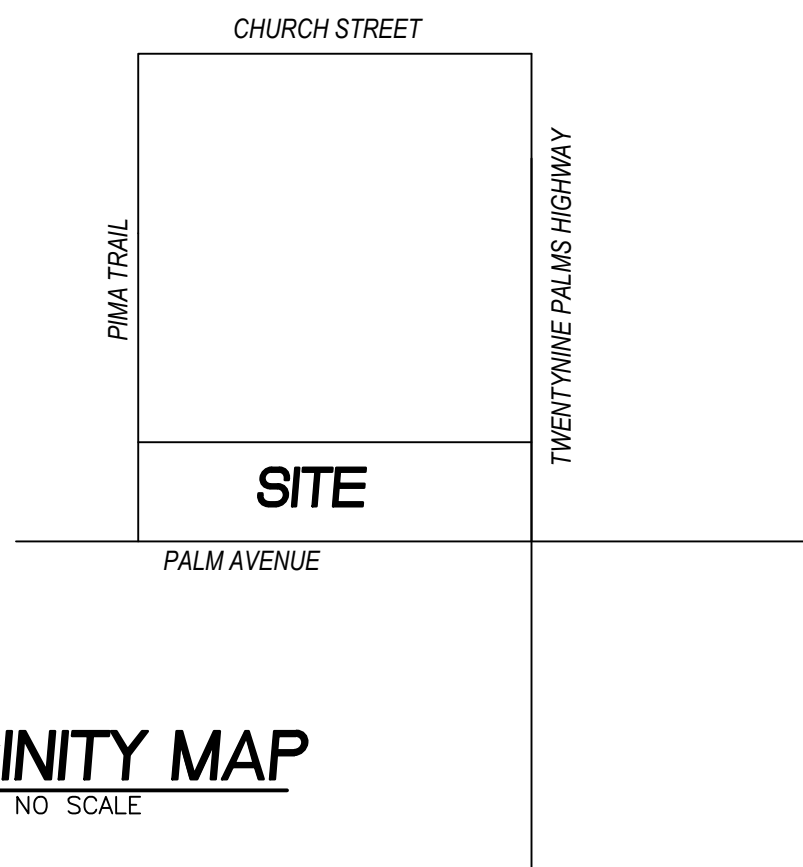 CHURCH STREET
PIMA TRAIL
TWENTYNINE PALMS HIGHWAY
SITE
PALM AVENUE
INITY MAP
NO SCALE